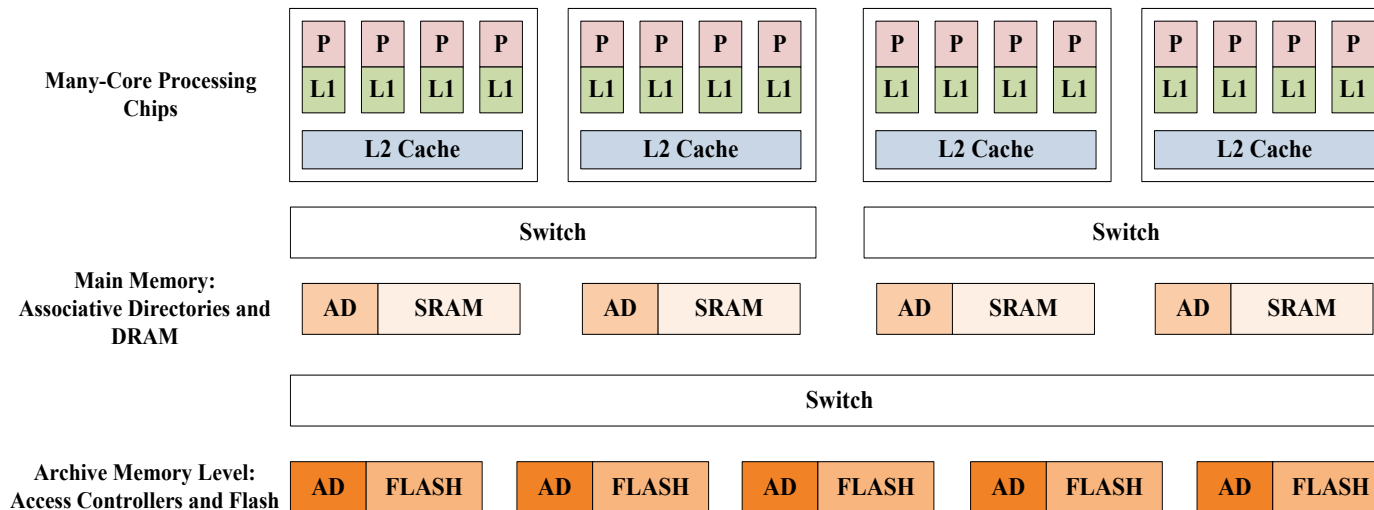 P P P P P P P P P P P P P P P P
Many-Core Processing
Chips
L1 L1 L1 L1 L1 L1 L1 L1 L1 L1 L1 L1 L1 L1 L1 L1
L2 Cache L2 Cache L2 Cache L2 Cache
Switch Switch
Main Memory:
Associative Directories and
DRAM
AD SRAM AD SRAM AD SRAM AD SRAM
Switch
Archive Memory Level:
Access Controllers and Flash
AD FLASH AD FLASH AD FLASH AD FLASH AD FLASH